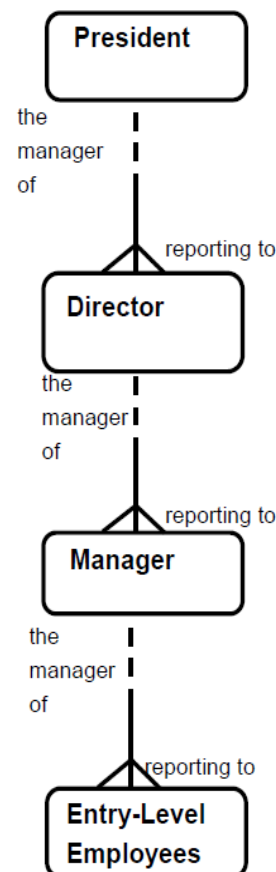 President
the
manager
of
reporting to
Director
the
manager
of
reporting to
Manager
the
manager
of
reporting to
Entry-Level
Employees